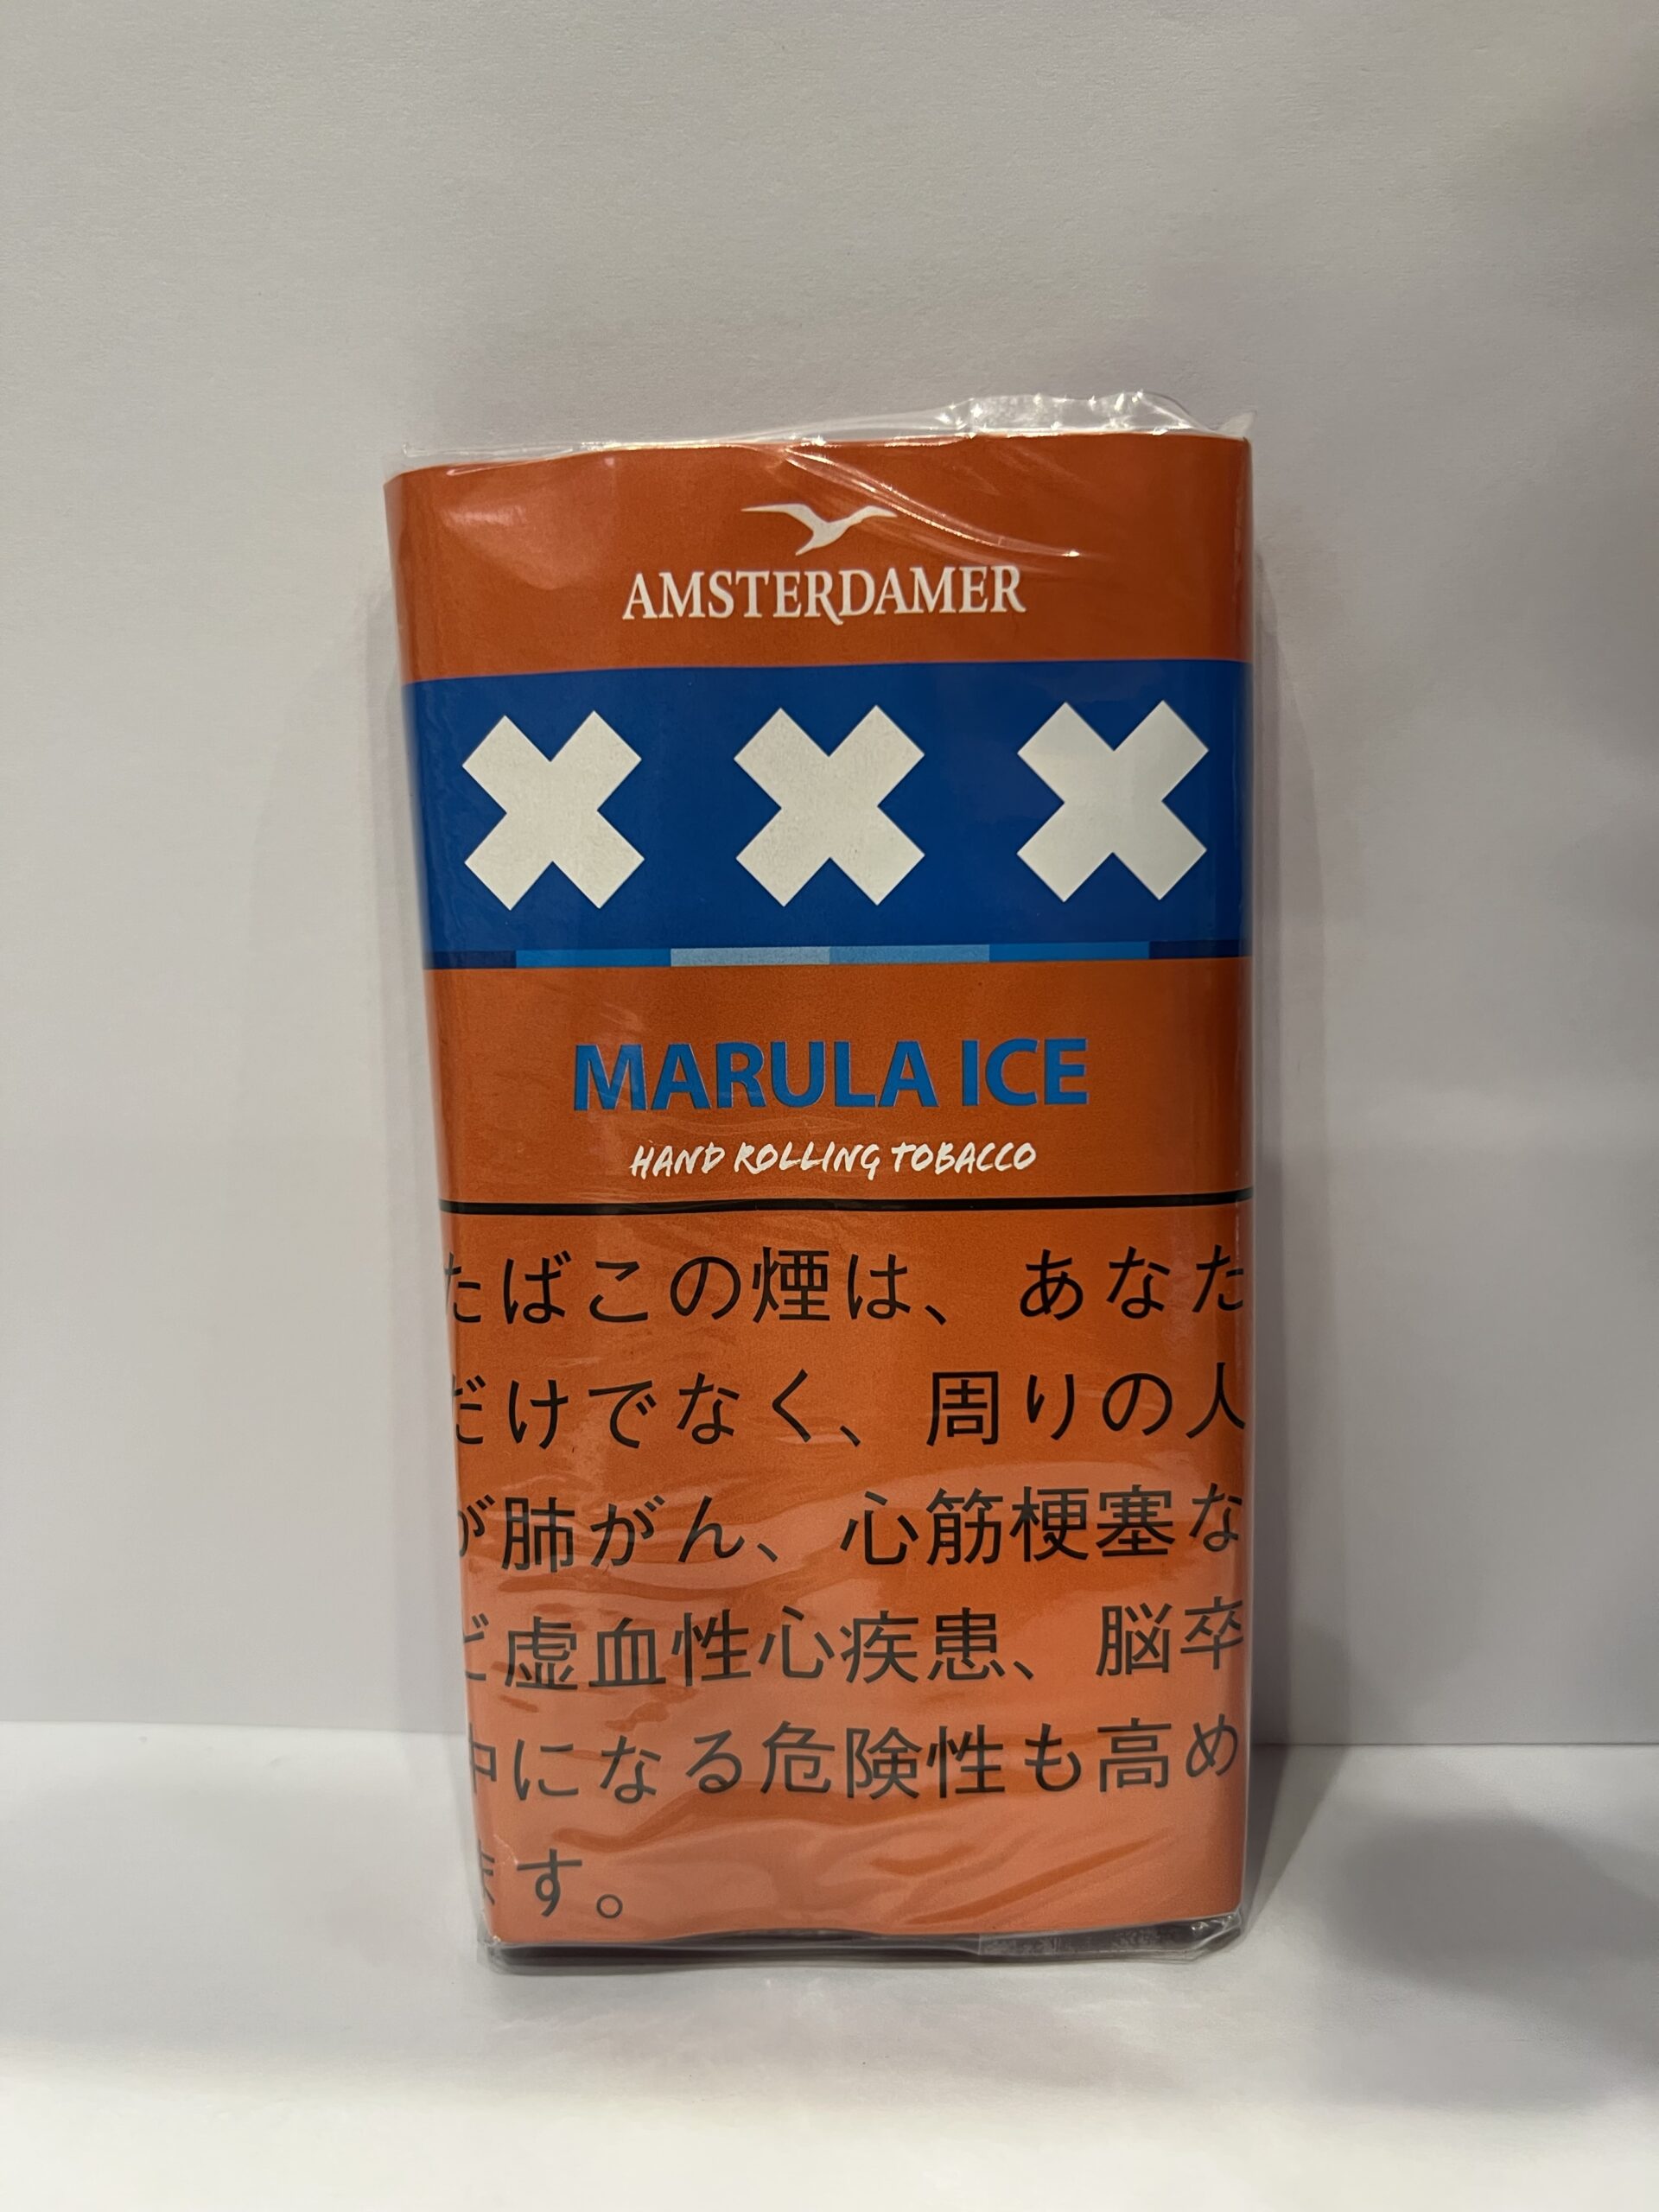 AMSTERDAMER
XXX
MARULA ICE
HAND ROLLING TOBACCO
たばこの煙は、あなた
だけでなく、周りの人
が肺がん、心筋梗塞な
ど虚血性心疾患、脳卒
中になる危険性も高め
ます。